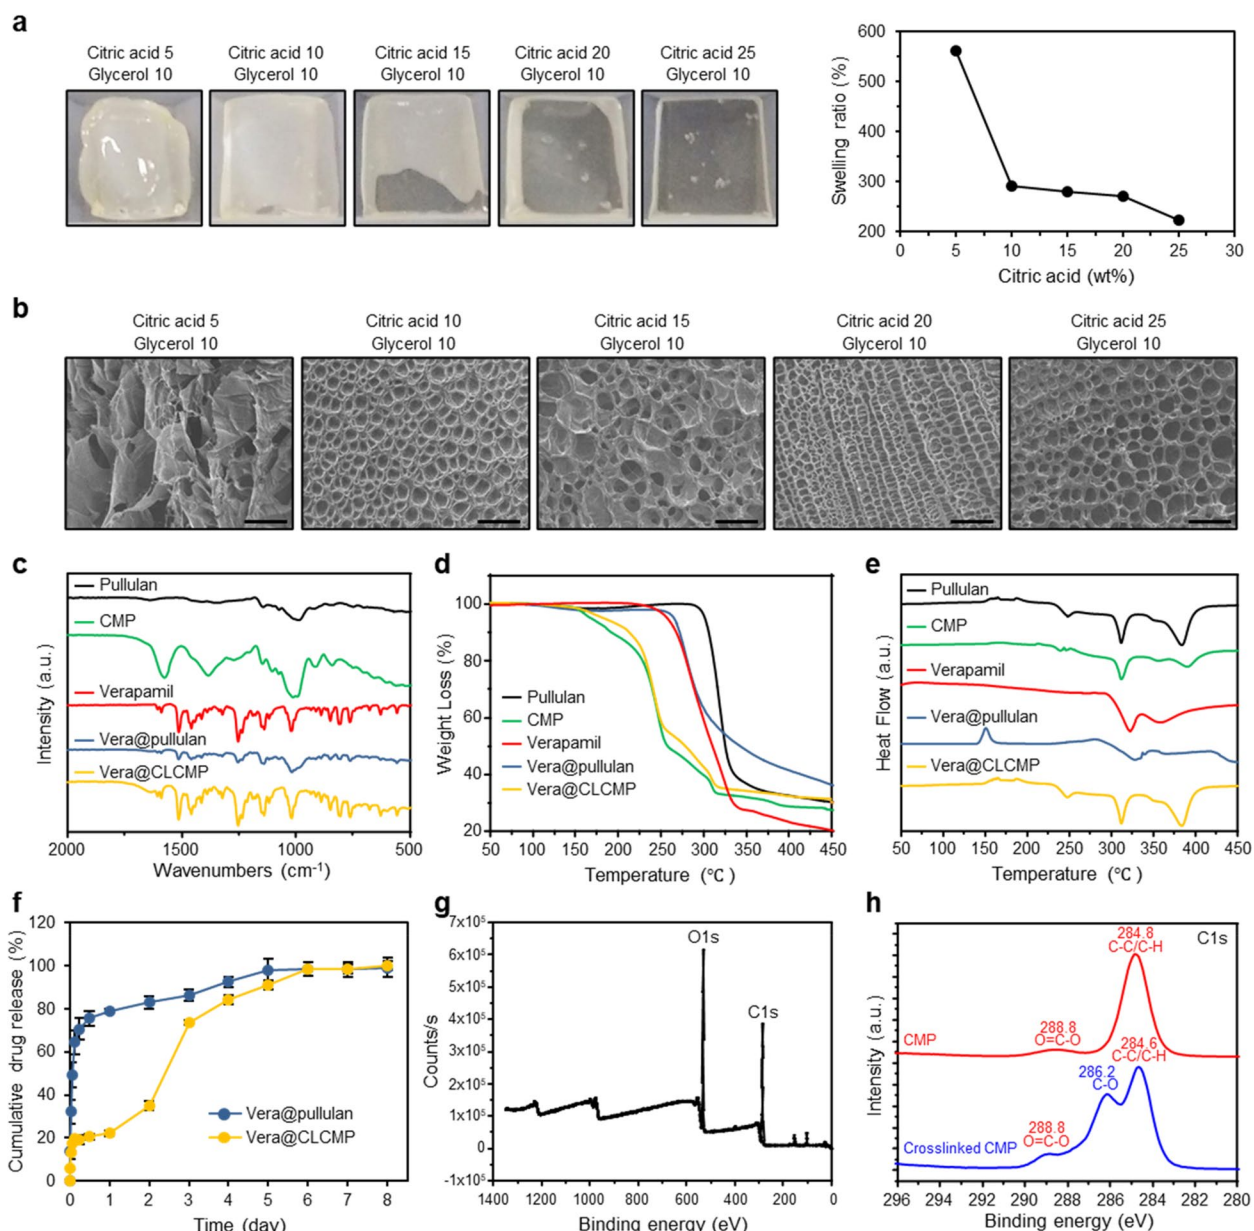 a
Citric acid 5
Glycerol 10
Citric acid 10
Glycerol 10
Citric acid 15
Glycerol 10
Citric acid 20
Glycerol 10
Citric acid 25
Glycerol 10
Swelling ratio (%)
600
500
400
300
200
0 5 10 15 20 25 30
Citric acid (wt%)
b
Citric acid 5
Glycerol 10
Citric acid 10
Glycerol 10
Citric acid 15
Glycerol 10
Citric acid 20
Glycerol 10
Citric acid 25
Glycerol 10
c
Intensity (a.u.)
Pullulan
CMP
Verapamil
Vera@pullulan
Vera@CLCMP
2000 1500 1000 500
Wavenumbers (cm⁻¹)
d
Weight Loss (%)
100
80
60
40
20
Pullulan
CMP
Verapamil
Vera@pullulan
Vera@CLCMP
50 100 150 200 250 300 350 400 450
Temperature (℃)
e
Heat Flow (a.u.)
Pullulan
CMP
Verapamil
Vera@pullulan
Vera@CLCMP
50 100 150 200 250 300 350 400 450
Temperature (℃)
f
Cumulative drug release (%)
120
100
80
60
40
20
0
Vera@pullulan
Vera@CLCMP
0 1 2 3 4 5 6 7 8
Time (day)
g
Counts/s
7x10⁵
6x10⁵
5x10⁵
4x10⁵
3x10⁵
2x10⁵
1x10⁵
0
-1x10⁵
O1s
C1s
1400 1200 1000 800 600 400 200 0
Binding energy (eV)
h
Intensity (a.u.)
C1s
284.8
C-C/C-H
288.8
O=C-O
CMP
284.6
C-C/C-H
286.2
C-O
288.8
O=C-O
Crosslinked CMP
296 294 292 290 288 286 284 282 280
Binding energy (eV)